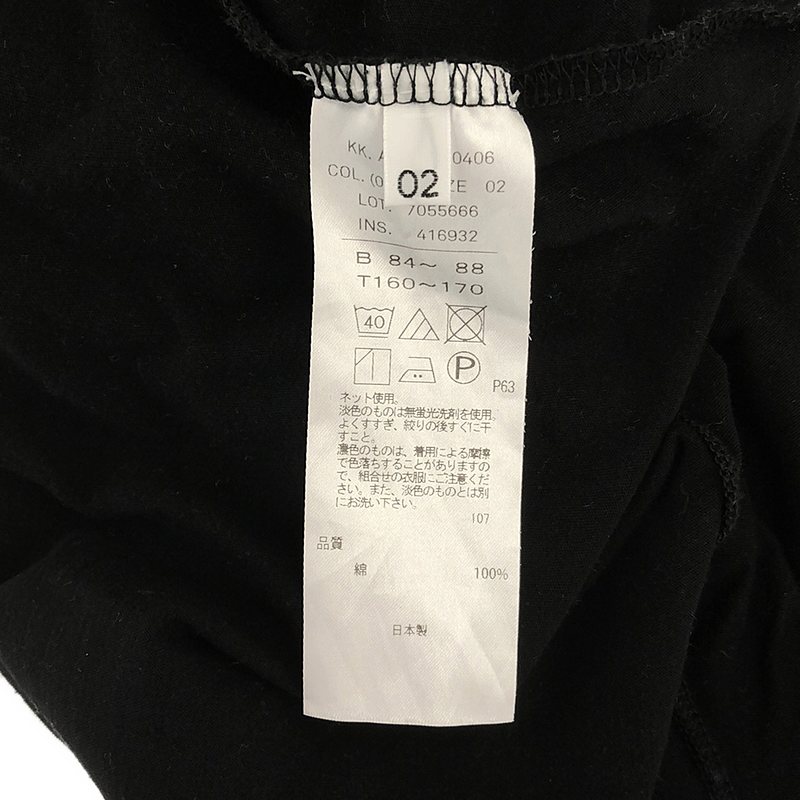 KK. A 0406
COL. (0 ZE 02
02
LOT. 7055666
INS. 416932
B 84～ 88
T160～170
40
P
P63
ネット使用。
淡色のものは無蛍光洗剤を使用。
よくすすぎ、絞りの後すぐに干
すこと。
濃色のものは、着用による摩擦
で色落ちすることがありますの
で、組合せの衣服にご注意くだ
さい。また、淡色のものとは別
にお洗い下さい。
107
品質
綿 100%
日本製